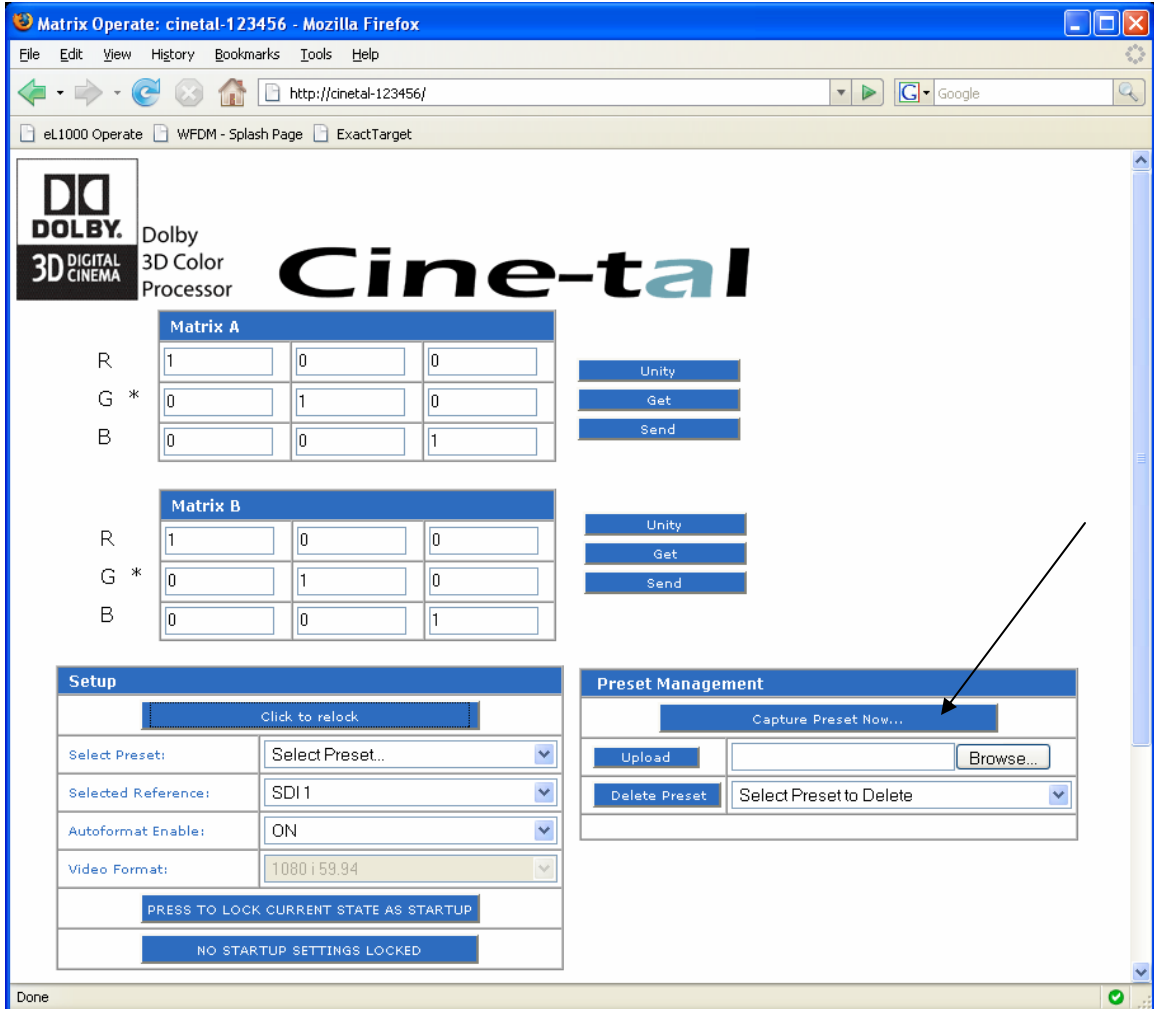 Matrix Operate: cinetal-123456 - Mozilla Firefox
File Edit View History Bookmarks Tools Help
http://cinetal-123456/
G Google
eL1000 Operate WFDM - Splash Page ExactTarget
DOLBY.
3D DIGITAL CINEMA
Dolby
3D Color
Processor
Cine-tal
Matrix A
R 1 0 0
G * 0 1 0
B 0 0 1
Unity
Get
Send
Matrix B
R 1 0 0
G * 0 1 0
B 0 0 1
Unity
Get
Send
Setup
Click to relock
Select Preset: Select Preset...
Selected Reference: SDI 1
Autoformat Enable: ON
Video Format: 1080 i 59.94
PRESS TO LOCK CURRENT STATE AS STARTUP
NO STARTUP SETTINGS LOCKED
Preset Management
Capture Preset Now...
Upload Browse...
Delete Preset Select Preset to Delete
Done